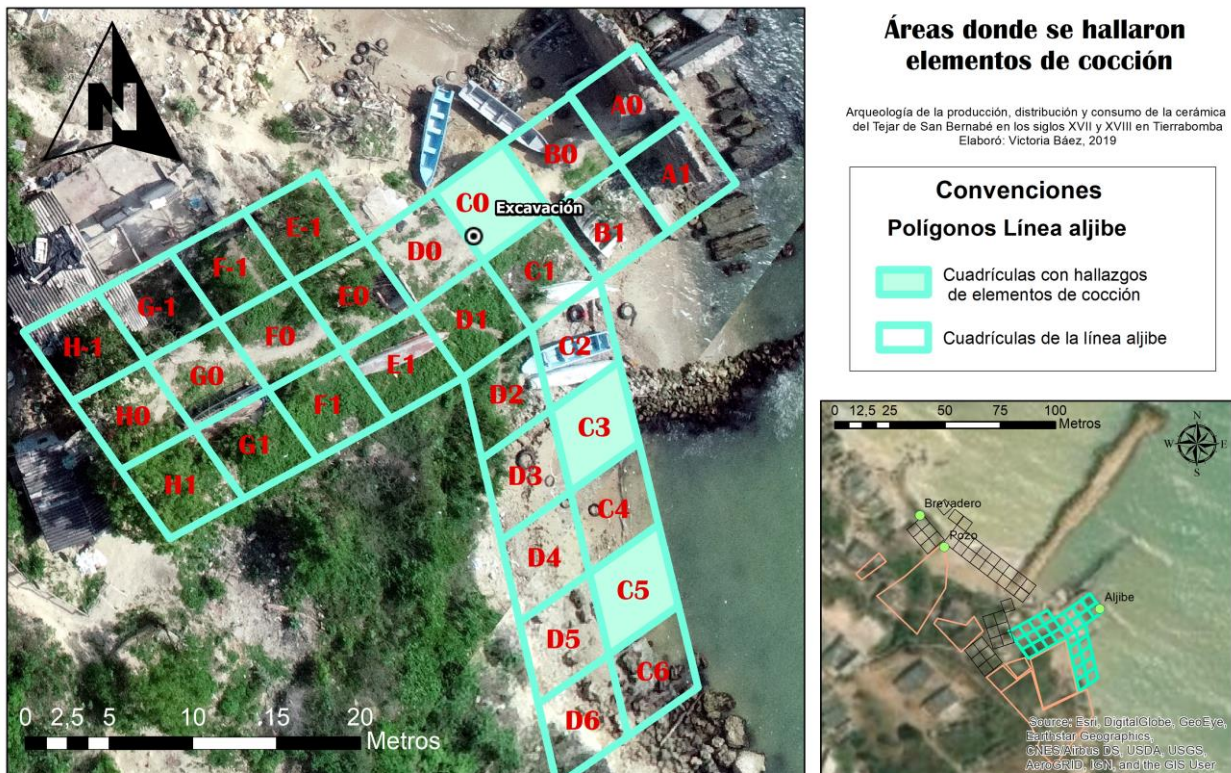 N
A0
B0
A1
C0
Excavación
B1
D0
E-1
C1
F-1
E0
D1
G-1
C2
F0
H-1
E1
D2
G0
C3
F1
H0
D3
G1
C4
H1
D4
C5
D5
C6
D6
0 2,5 5 10 15 20
Metros
Áreas donde se hallaron
elementos de cocción
Arqueología de la producción, distribución y consumo de la cerámica
del Tejar de San Bernabé en los siglos XVII y XVIII en Tierrabomba
Elaboró: Victoria Báez, 2019
Convenciones
Polígonos Línea aljibe
Cuadrículas con hallazgos
de elementos de cocción
Cuadrículas de la línea aljibe
0 12,5 25 50 75 100
Metros
N
W E
S
Brevadero
Pozo
Aljibe
Source: Esri, DigitalGlobe, GeoEye,
Earthstar Geographics,
CNES/Airbus DS, USDA, USGS,
AeroGRID, IGN, and the GIS User